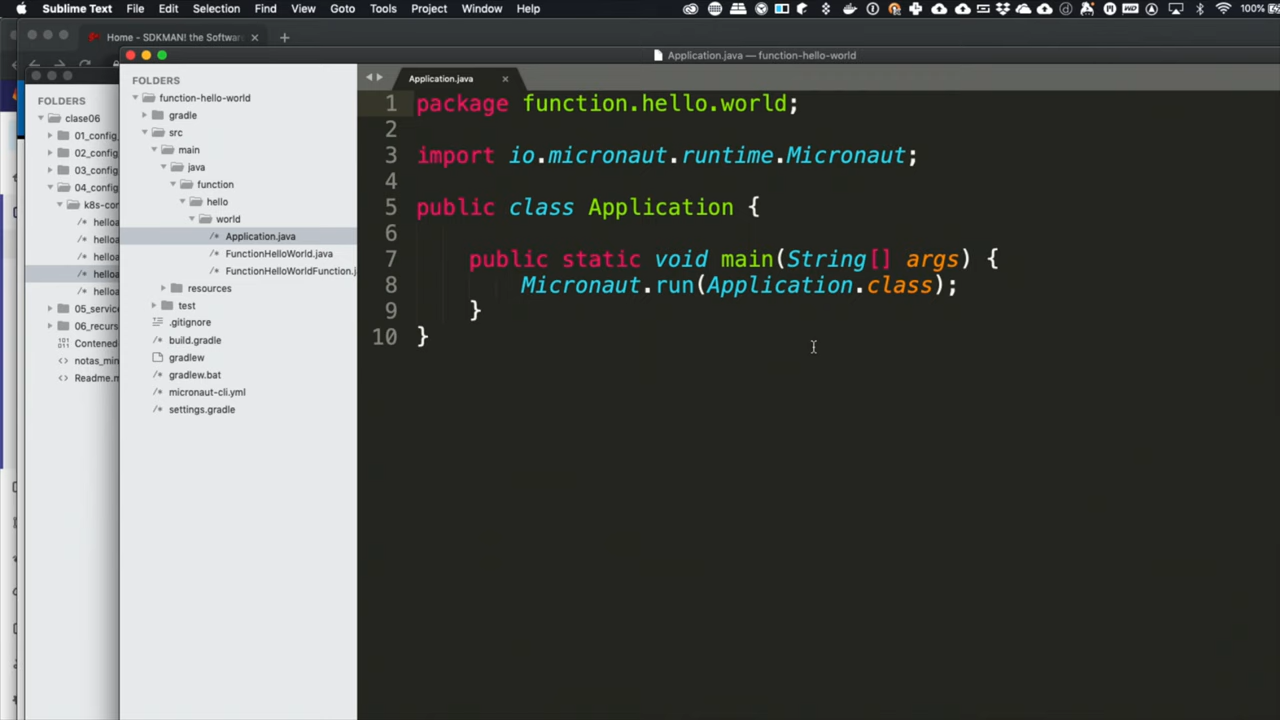 Sublime Text File Edit Selection Find View Goto Tools Project Window Help 100%
Home - SDKMAN! the Softwar
Application.java — function-hello-world
FOLDERS
clase06
01_config
02_config
03_config
04_config
k8s-con
helloa
helloa
helloa
helloa
helloa
05_service
06_recurs
Contened
notas_min
Readme.m
FOLDERS
function-hello-world
gradle
src
main
java
function
hello
world
Application.java
FunctionHelloWorld.java
FunctionHelloWorldFunction.j
resources
test
.gitignore
build.gradle
gradlew
gradlew.bat
micronaut-cli.yml
settings.gradle
Application.java
1 package function.hello.world;
2
3 import io.micronaut.runtime.Micronaut;
4
5 public class Application {
6
7 public static void main(String[] args) {
8 Micronaut.run(Application.class);
9 }
10 }